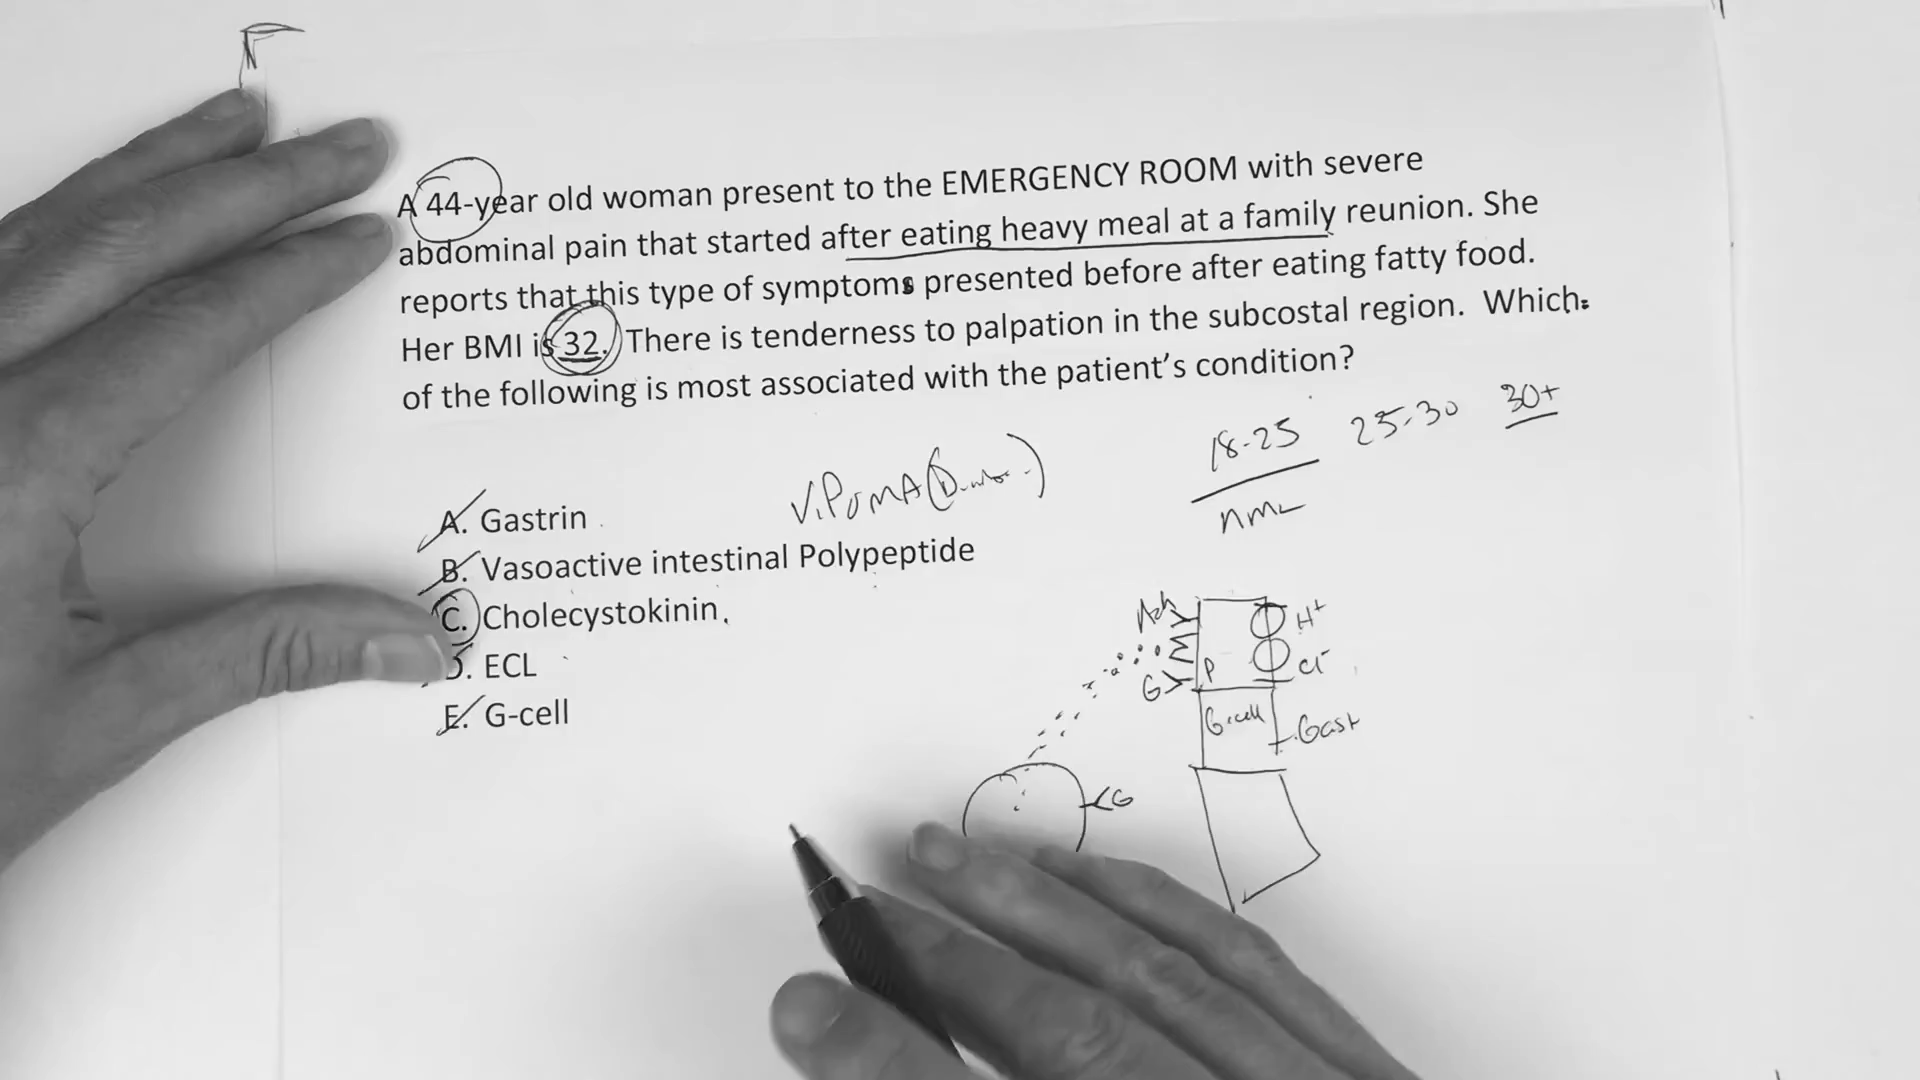 A 44-year old woman present to the EMERGENCY ROOM with severe
abdominal pain that started after eating heavy meal at a family reunion. She
reports that this type of symptoms presented before after eating fatty food.
Her BMI is 32. There is tenderness to palpation in the subcostal region. Which
of the following is most associated with the patient's condition?
18-25 25-30 30+
nmL
VIPomA
A. Gastrin
B. Vasoactive intestinal Polypeptide
C. Cholecystokinin
D. ECL
E. G-cell
Ach H+
P Cl-
G
G-cell Gast
G